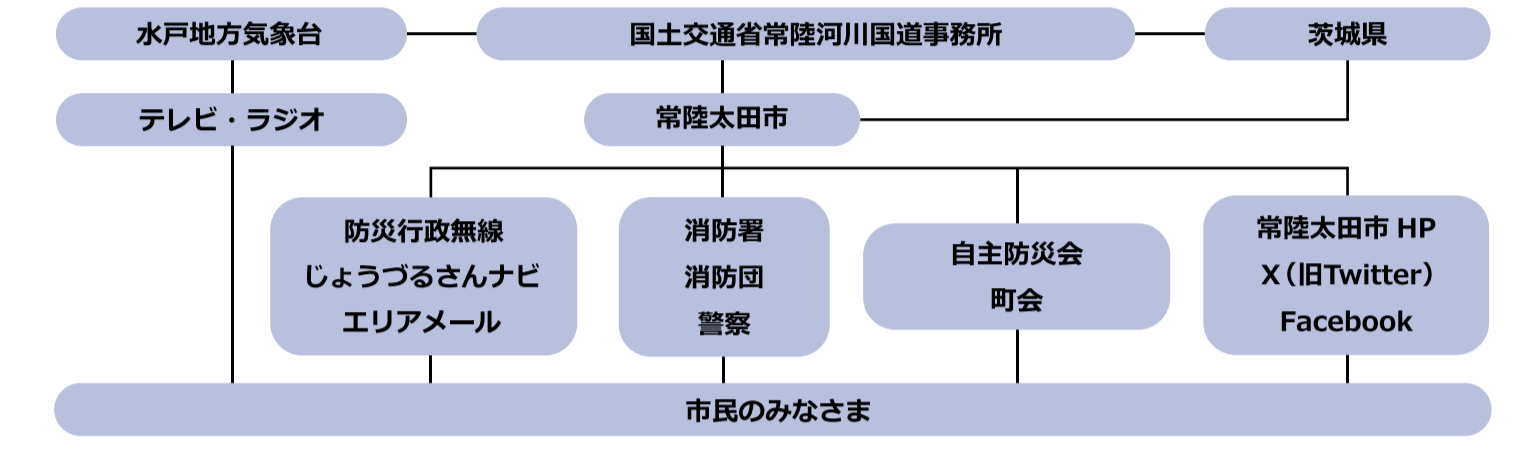 水戸地方気象台
国土交通省常陸河川国道事務所
茨城県
テレビ・ラジオ
常陸太田市
防災行政無線
じょうづるさんナビ
エリアメール
消防署
消防団
警察
自主防災会
町会
常陸太田市 HP
X(旧Twitter)
Facebook
市民のみなさま